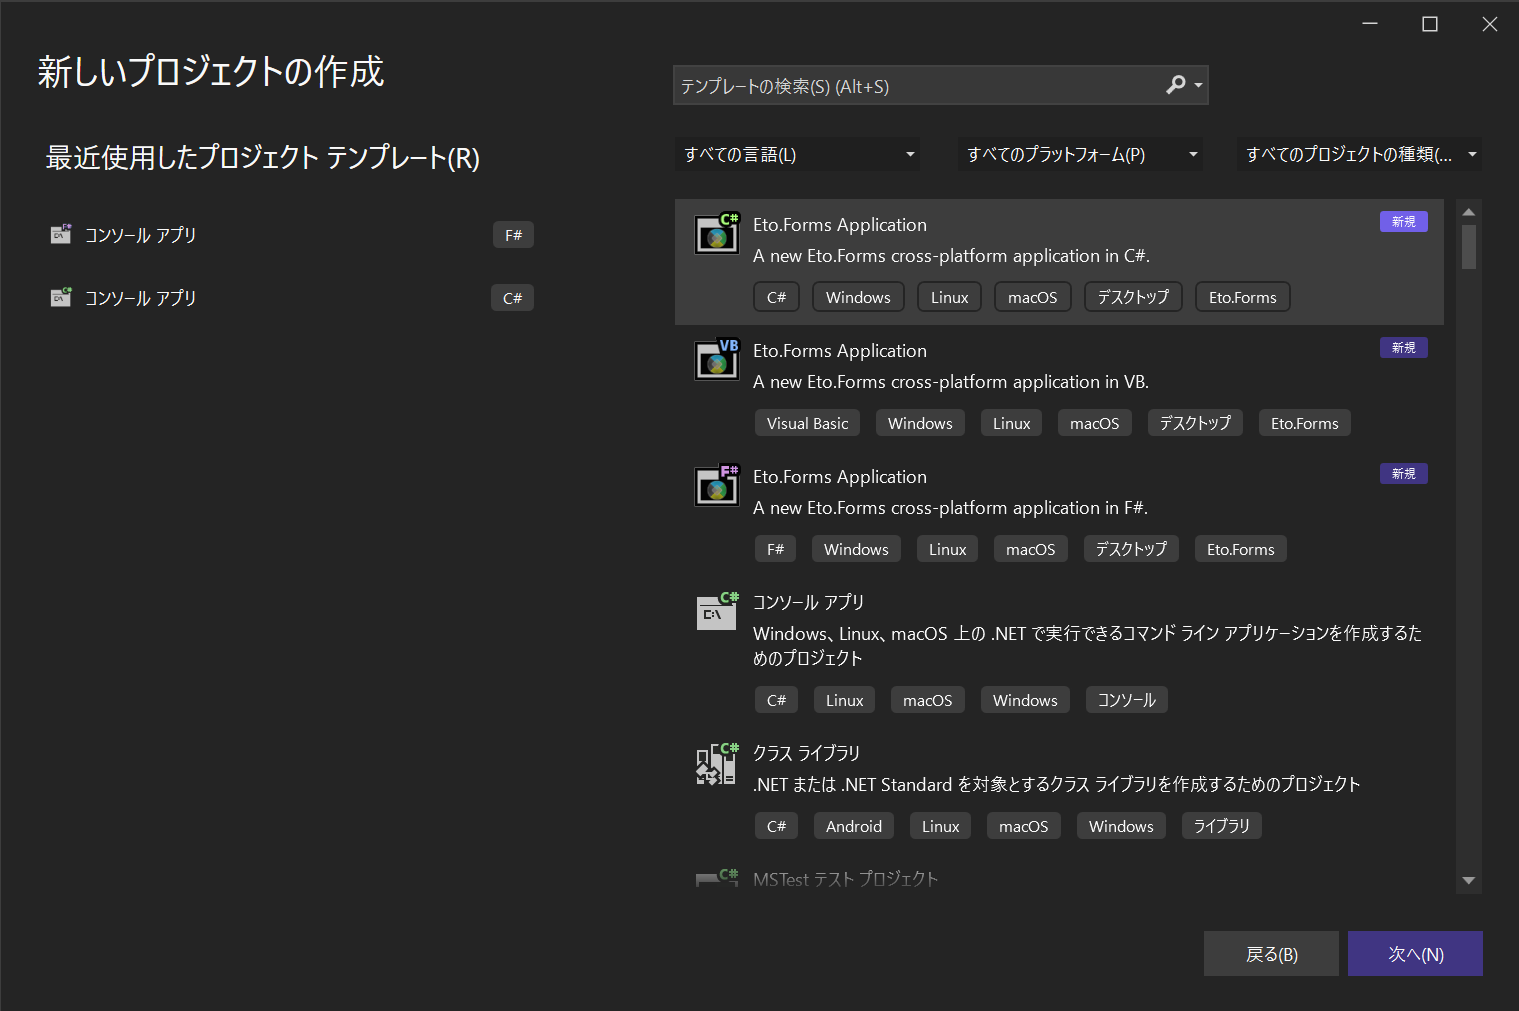 新しいプロジェクトの作成
最近使用したプロジェクト テンプレート(R)
コンソール アプリ F#
コンソール アプリ C#
テンプレートの検索(S) (Alt+S)
すべての言語(L) すべてのプラットフォーム(P) すべてのプロジェクトの種類(...
C#
Eto.Forms Application 新規
A new Eto.Forms cross-platform application in C#.
C# Windows Linux macOS デスクトップ Eto.Forms
VB
Eto.Forms Application 新規
A new Eto.Forms cross-platform application in VB.
Visual Basic Windows Linux macOS デスクトップ Eto.Forms
F#
Eto.Forms Application 新規
A new Eto.Forms cross-platform application in F#.
F# Windows Linux macOS デスクトップ Eto.Forms
C#
C:\
コンソール アプリ
Windows、Linux、macOS 上の .NET で実行できるコマンド ライン アプリケーションを作成するた
めのプロジェクト
C# Linux macOS Windows コンソール
C#
クラス ライブラリ
.NET または .NET Standard を対象とするクラス ライブラリを作成するためのプロジェクト
C# Android Linux macOS Windows ライブラリ
C#
MSTest テスト プロジェクト
戻る(B) 次へ(N)